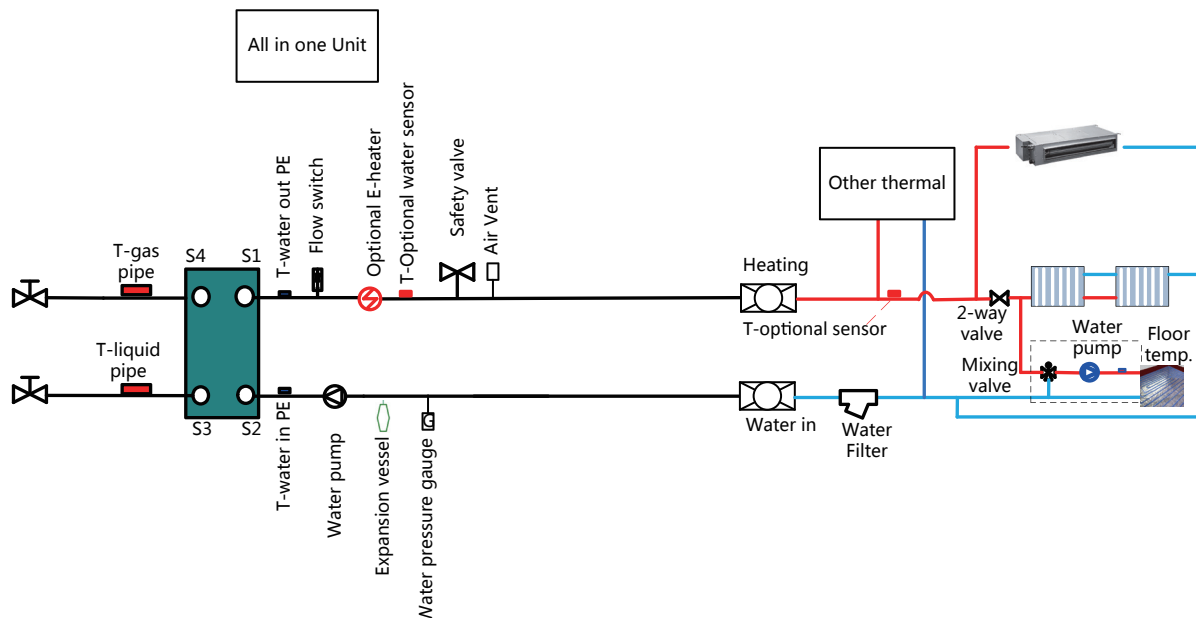 All in one Unit
T-water out PE
Flow switch
Optional E-heater
T-Optional water sensor
Safety valve
Air Vent
Other thermal
T-gas
pipe
S4
S1
Heating
T-optional sensor
2-way
valve
Water
pump
Floor
temp.
Mixing
valve
T-liquid
pipe
S3
S2
T-water in PE
Water pump
Expansion vessel
Water pressure gauge
G
Water in
Water
Filter